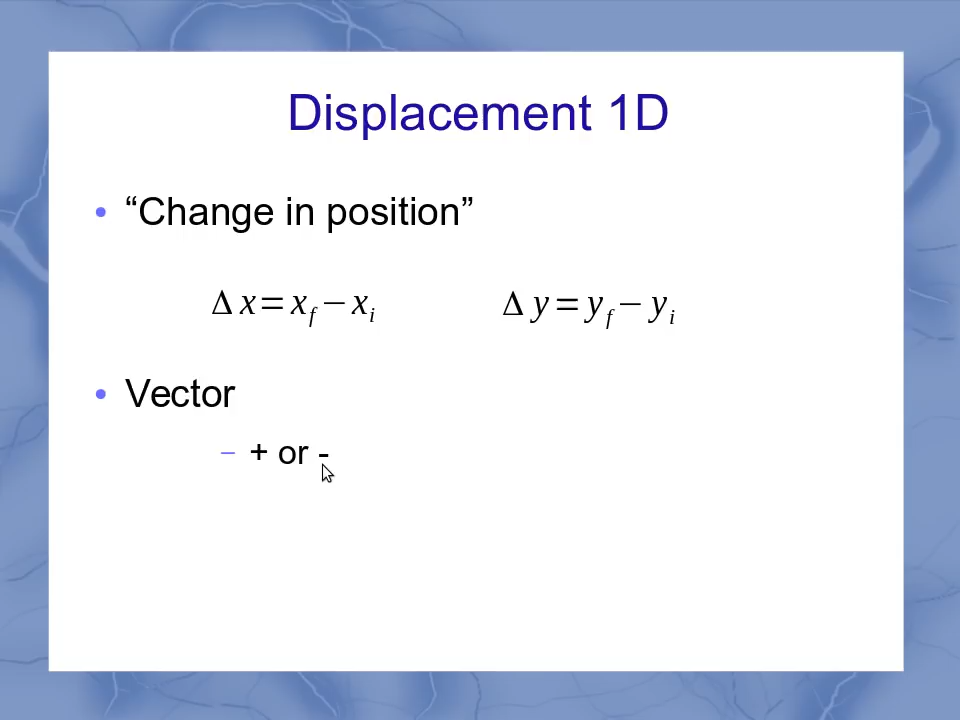 Displacement 1D
• “Change in position”
Δ x = x_f − x_i    Δ y = y_f − y_i
• Vector
– + or -